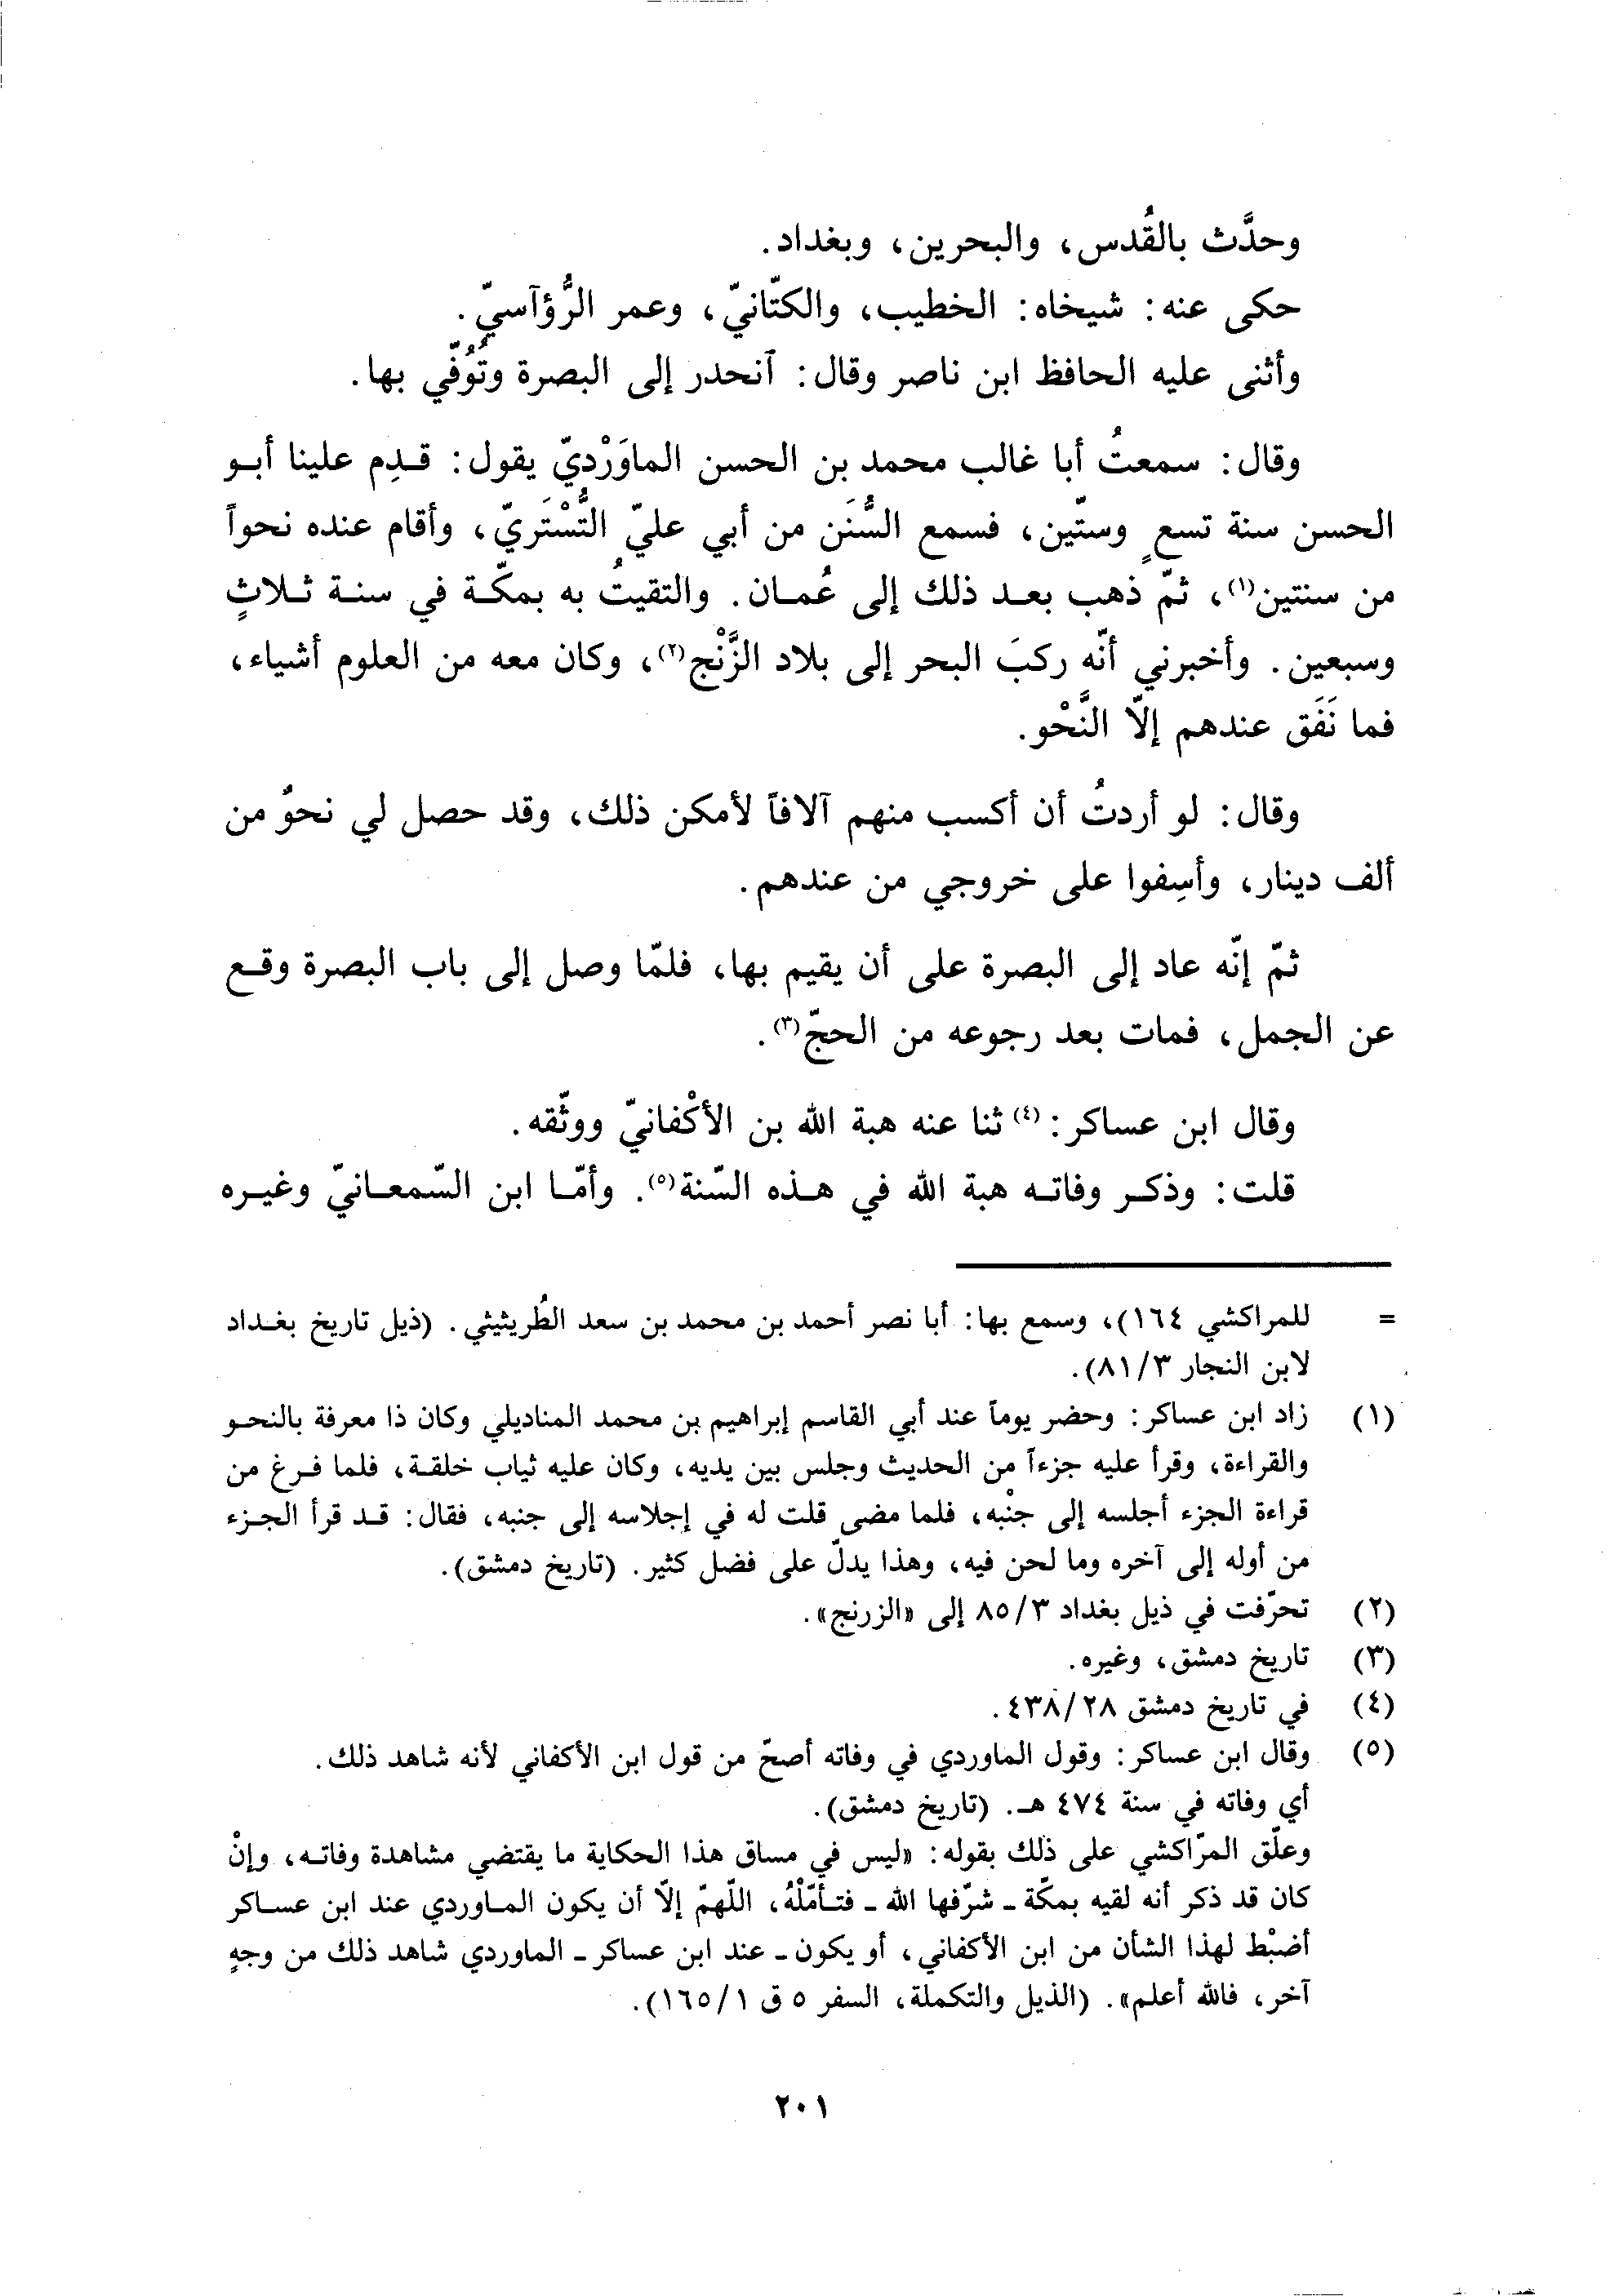 وحدَّث بالقُدس، والبحرين، وبغداد.
حكى عنه: شيخاه: الخطيب، والكتّانيّ، وعمر الرُّؤآسيّ.
وأثنى عليه الحافظ ابن ناصر وقال: آنحدر إلى البصرة وتُوُفّي بها.
وقال: سمعتُ أبا غالب محمد بن الحسن الماوَرْديّ يقول: قدِم علينا أبو
الحسن سنة تسعٍ وستّين، فسمع السُّنَن من أبي عليّ التُّسْتَريّ، وأقام عنده نحواً
من سنتين(١)، ثمّ ذهب بعد ذلك إلى عُمان. والتقيتُ به بمكّة في سنة ثلاثٍ
وسبعين. وأخبرني أنّه ركبَ البحر إلى بلاد الزَّنْج(٢)، وكان معه من العلوم أشياء،
فما نَفَق عندهم إلّا النَّحْو.
وقال: لو أردتُ أن أكسب منهم آلافاً لأمكن ذلك، وقد حصل لي نحوٌ من
ألف دينار، وأسِفوا على خروجي من عندهم.
ثمّ إنّه عاد إلى البصرة على أن يقيم بها، فلمّا وصل إلى باب البصرة وقع
عن الجمل، فمات بعد رجوعه من الحجّ(٣).
وقال ابن عساكر:(٤) ثنا عنه هبة الله بن الأكْفانيّ ووثّقه.
قلت: وذكر وفاته هبة الله في هذه السّنة(٥). وأمّا ابن السّمعانيّ وغيره
= للمراكشي ١٦٤)، وسمع بها: أبا نصر أحمد بن محمد بن سعد الطُريثيثي. (ذيل تاريخ بغداد
لابن النجار ٨١/٣).
(١) زاد ابن عساكر: وحضر يوماً عند أبي القاسم إبراهيم بن محمد المناديلي وكان ذا معرفة بالنحو
والقراءة، وقرأ عليه جزءاً من الحديث وجلس بين يديه، وكان عليه ثياب خلقة، فلما فرغ من
قراءة الجزء أجلسه إلى جنْبه، فلما مضى قلت له في إجلاسه إلى جنبه، فقال: قد قرأ الجزء
من أوله إلى آخره وما لحن فيه، وهذا يدلّ على فضل كثير. (تاريخ دمشق).
(٢) تحرّفت في ذيل بغداد ٨٥/٣ إلى «الزرنج».
(٣) تاريخ دمشق، وغيره.
(٤) في تاريخ دمشق ٤٣٨/٢٨.
(٥) وقال ابن عساكر: وقول الماوردي في وفاته أصحّ من قول ابن الأكفاني لأنه شاهد ذلك.
أي وفاته في سنة ٤٧٤ هـ. (تاريخ دمشق).
وعلّق المرّاكشي على ذلك بقوله: «ليس في مساق هذا الحكاية ما يقتضي مشاهدة وفاته، وإنْ
كان قد ذكر أنه لقيه بمكّة - شرّفها الله - فتأمّلْهُ، اللّهمّ إلّا أن يكون الماوردي عند ابن عساكر
أضبْط لهذا الشأن من ابن الأكفاني، أو يكون - عند ابن عساكر - الماوردي شاهد ذلك من وجهٍ
آخر، فالله أعلم». (الذيل والتكملة، السفر ٥ ق ١٦٥/١).
٢٠١